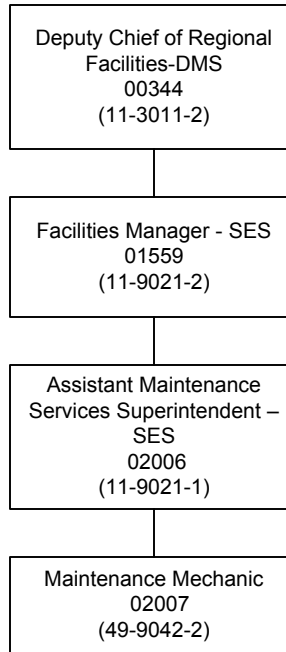 Deputy Chief of Regional
Facilities-DMS
00344
(11-3011-2)
Facilities Manager - SES
01559
(11-9021-2)
Assistant Maintenance
Services Superintendent –
SES
02006
(11-9021-1)
Maintenance Mechanic
02007
(49-9042-2)